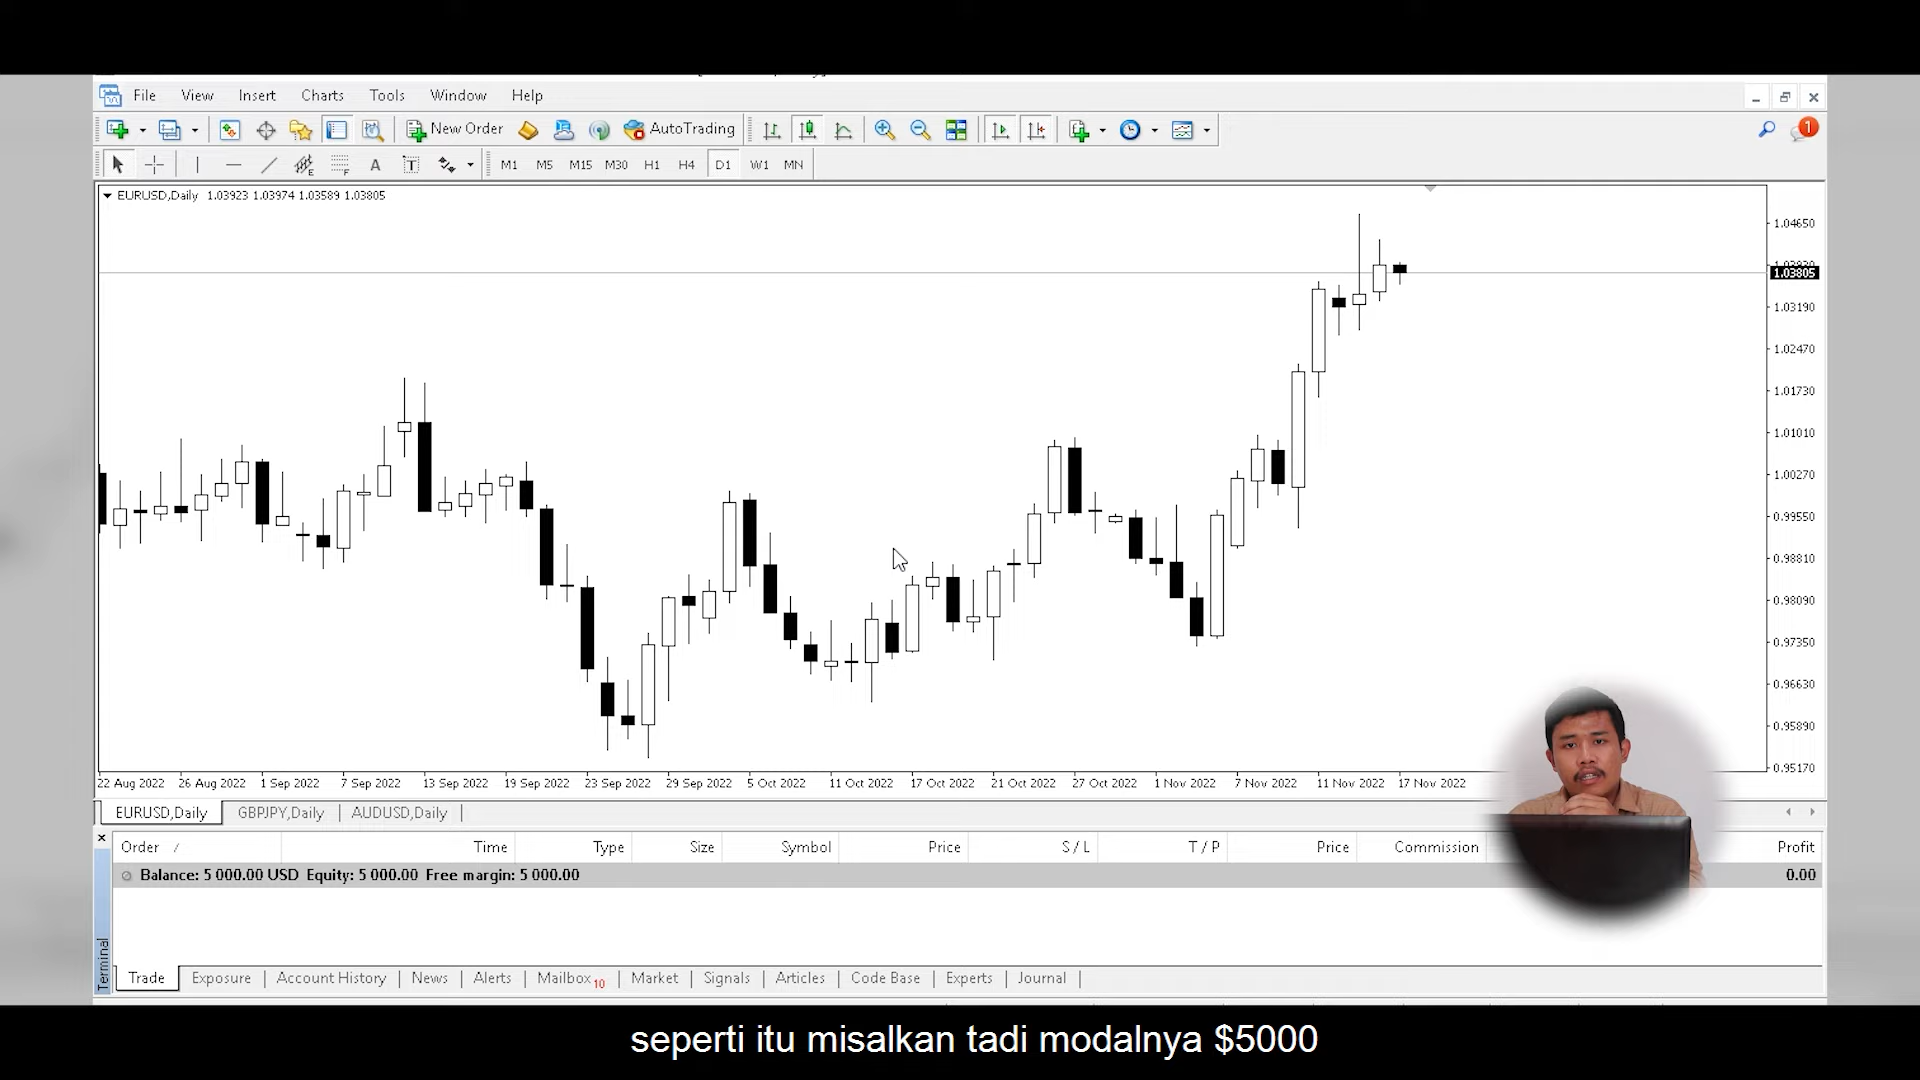 File View Insert Charts Tools Window Help
New Order AutoTrading 1
E F A T M1 M5 M15 M30 H1 H4 D1 W1 MN
EURUSD,Daily 1.03923 1.03974 1.03589 1.03805
1.04650
1.03805
1.03190
1.02470
1.01730
1.01010
1.00270
0.99550
0.98810
0.98090
0.97350
0.96630
0.95890
0.95170
22 Aug 2022 26 Aug 2022 1 Sep 2022 7 Sep 2022 13 Sep 2022 19 Sep 2022 23 Sep 2022 29 Sep 2022 5 Oct 2022 11 Oct 2022 17 Oct 2022 21 Oct 2022 27 Oct 2022 1 Nov 2022 7 Nov 2022 11 Nov 2022 17 Nov 2022
EURUSD,Daily GBPJPY,Daily AUDUSD,Daily
Order / Time Type Size Symbol Price S / L T / P Price Commission Profit
Balance: 5 000.00 USD Equity: 5 000.00 Free margin: 5 000.00 0.00
Terminal
Trade Exposure Account History News Alerts Mailbox 10 Market Signals Articles Code Base Experts Journal
seperti itu misalkan tadi modalnya $5000